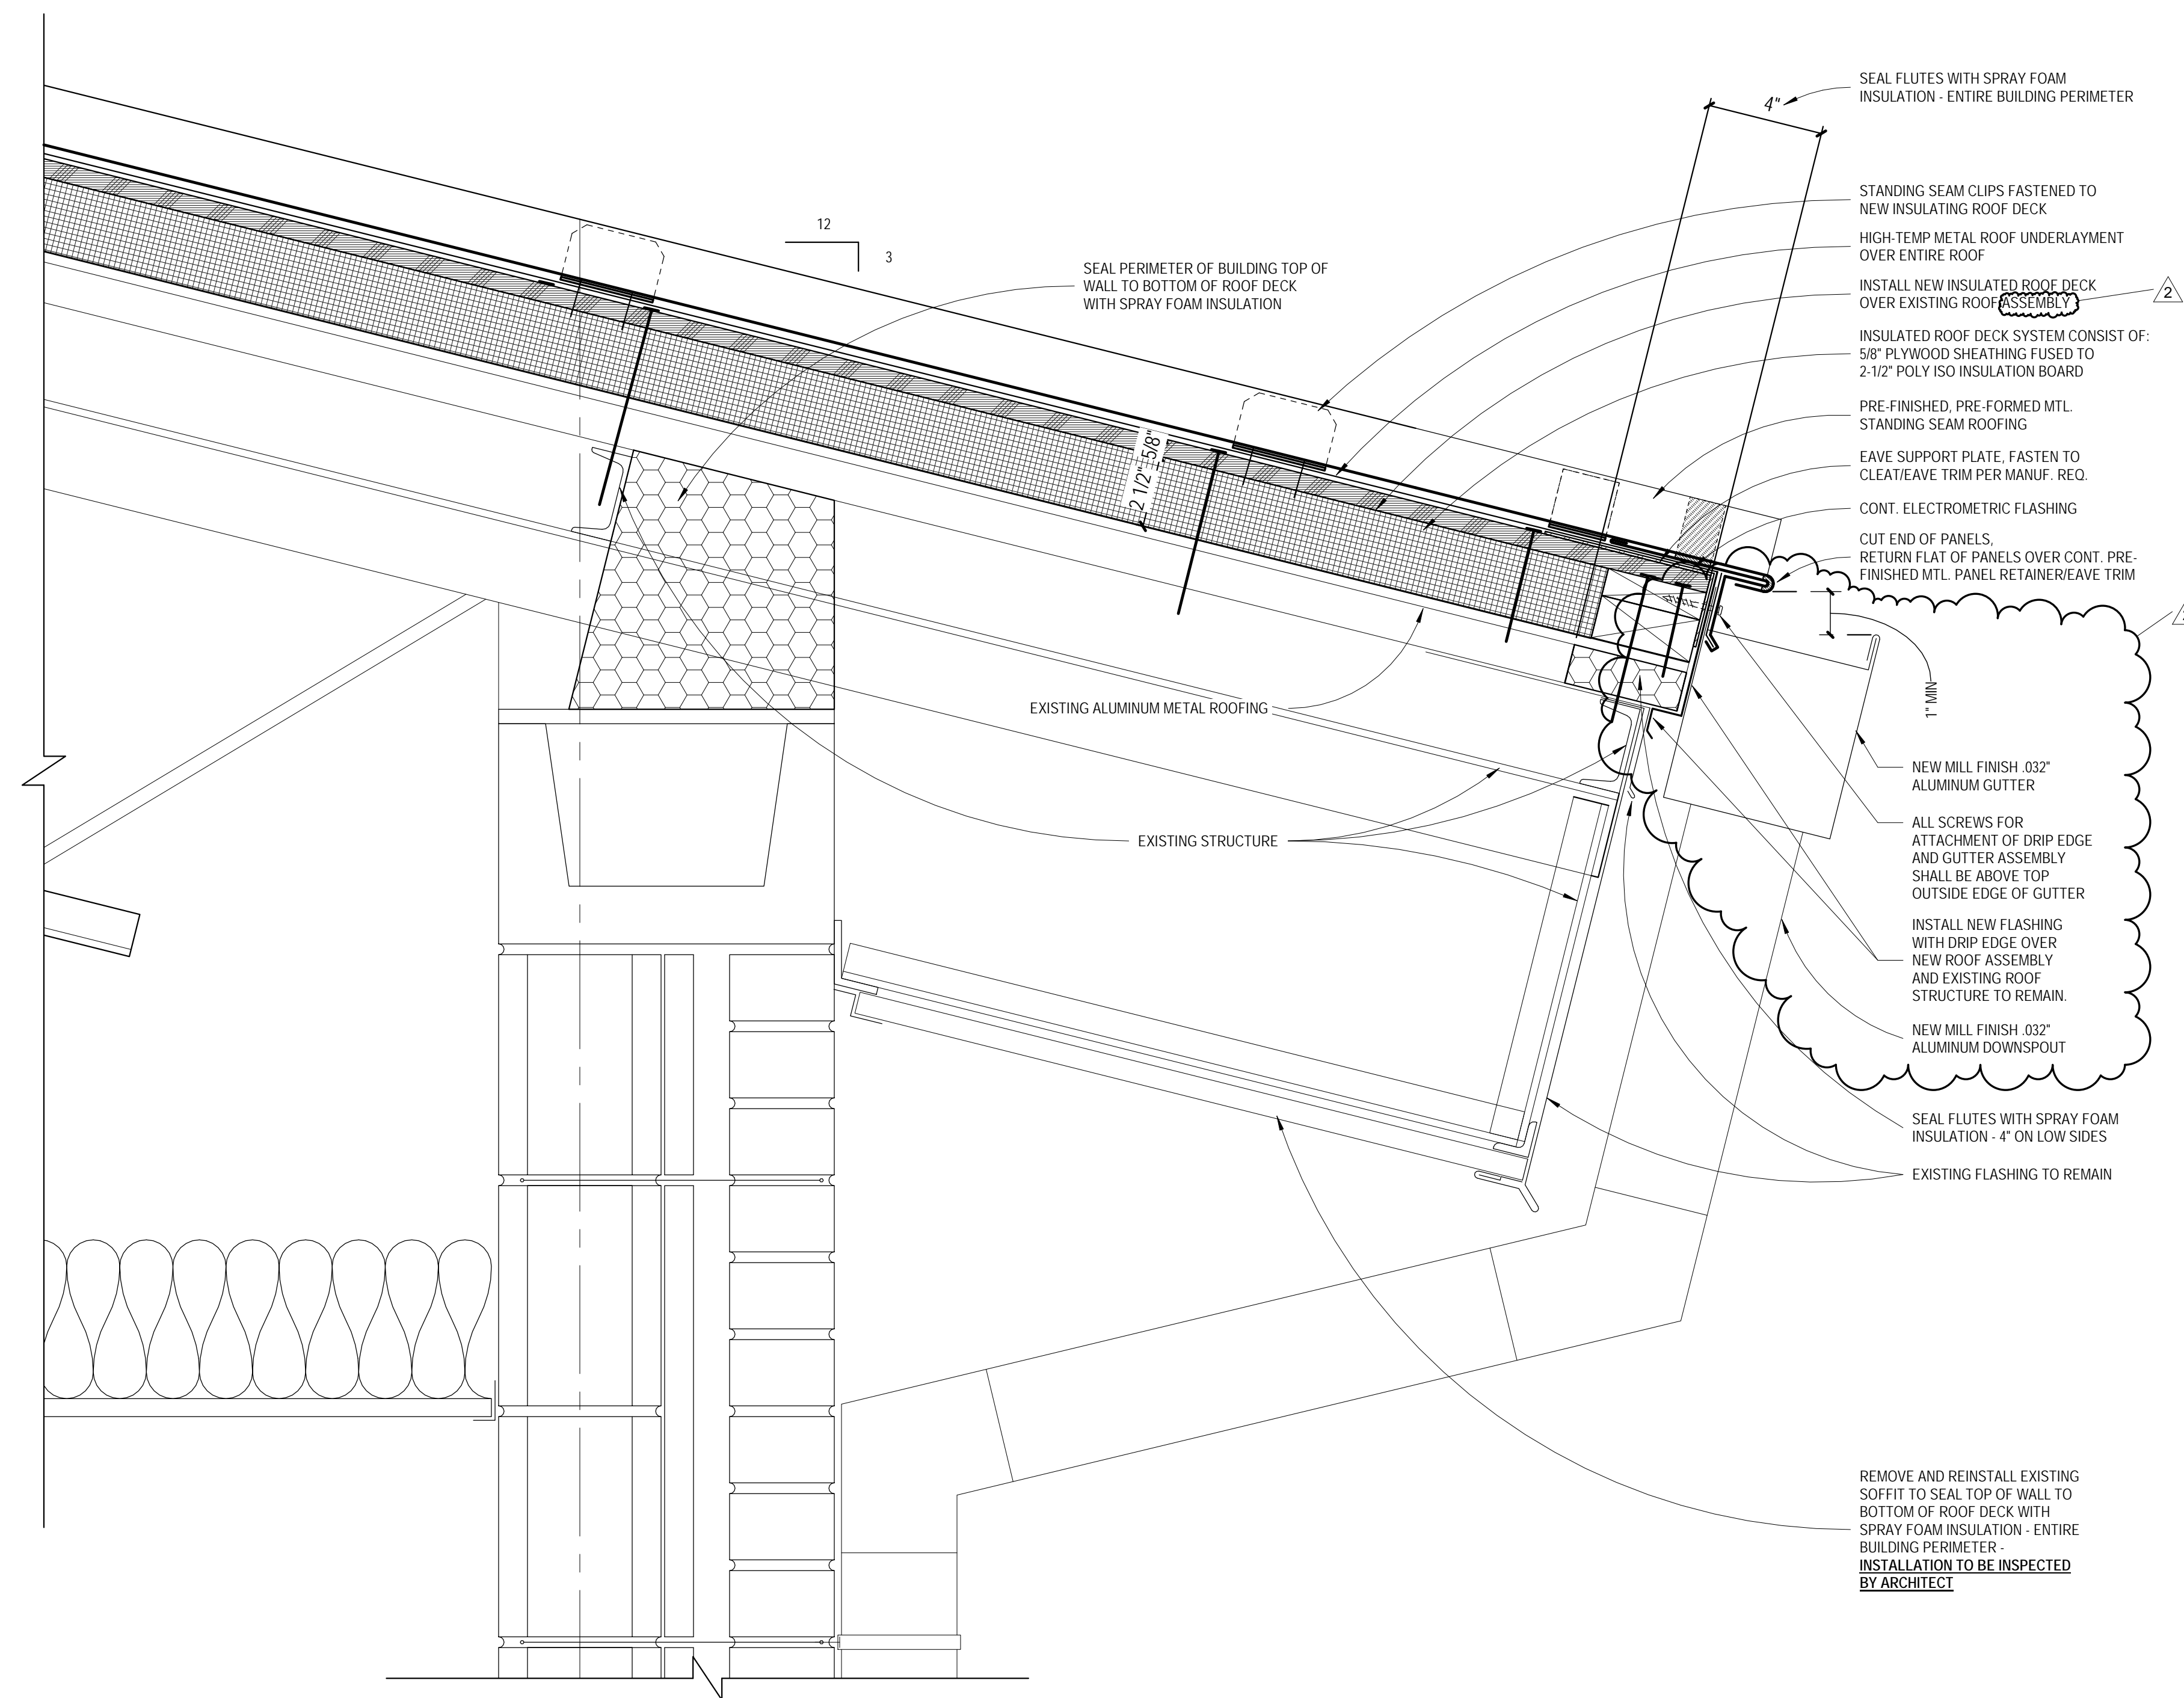 SEAL FLUTES WITH SPRAY FOAM
INSULATION - ENTIRE BUILDING PERIMETER
4"
STANDING SEAM CLIPS FASTENED TO
NEW INSULATING ROOF DECK
HIGH-TEMP METAL ROOF UNDERLAYMENT
OVER ENTIRE ROOF
INSTALL NEW INSULATED ROOF DECK
OVER EXISTING ROOF ASSEMBLY
2
INSULATED ROOF DECK SYSTEM CONSIST OF:
5/8" PLYWOOD SHEATHING FUSED TO
2-1/2" POLY ISO INSULATION BOARD
PRE-FINISHED, PRE-FORMED MTL.
STANDING SEAM ROOFING
EAVE SUPPORT PLATE, FASTEN TO
CLEAT/EAVE TRIM PER MANUF. REQ.
CONT. ELECTROMETRIC FLASHING
CUT END OF PANELS,
RETURN FLAT OF PANELS OVER CONT. PRE-
FINISHED MTL. PANEL RETAINER/EAVE TRIM
12
3
SEAL PERIMETER OF BUILDING TOP OF
WALL TO BOTTOM OF ROOF DECK
WITH SPRAY FOAM INSULATION
2 1/2" 5/8"
EXISTING ALUMINUM METAL ROOFING
EXISTING STRUCTURE
1" MIN
NEW MILL FINISH .032"
ALUMINUM GUTTER
ALL SCREWS FOR
ATTACHMENT OF DRIP EDGE
AND GUTTER ASSEMBLY
SHALL BE ABOVE TOP
OUTSIDE EDGE OF GUTTER
INSTALL NEW FLASHING
WITH DRIP EDGE OVER
NEW ROOF ASSEMBLY
AND EXISTING ROOF
STRUCTURE TO REMAIN.
NEW MILL FINISH .032"
ALUMINUM DOWNSPOUT
SEAL FLUTES WITH SPRAY FOAM
INSULATION - 4" ON LOW SIDES
EXISTING FLASHING TO REMAIN
REMOVE AND REINSTALL EXISTING
SOFFIT TO SEAL TOP OF WALL TO
BOTTOM OF ROOF DECK WITH
SPRAY FOAM INSULATION - ENTIRE
BUILDING PERIMETER -
INSTALLATION TO BE INSPECTED
BY ARCHITECT